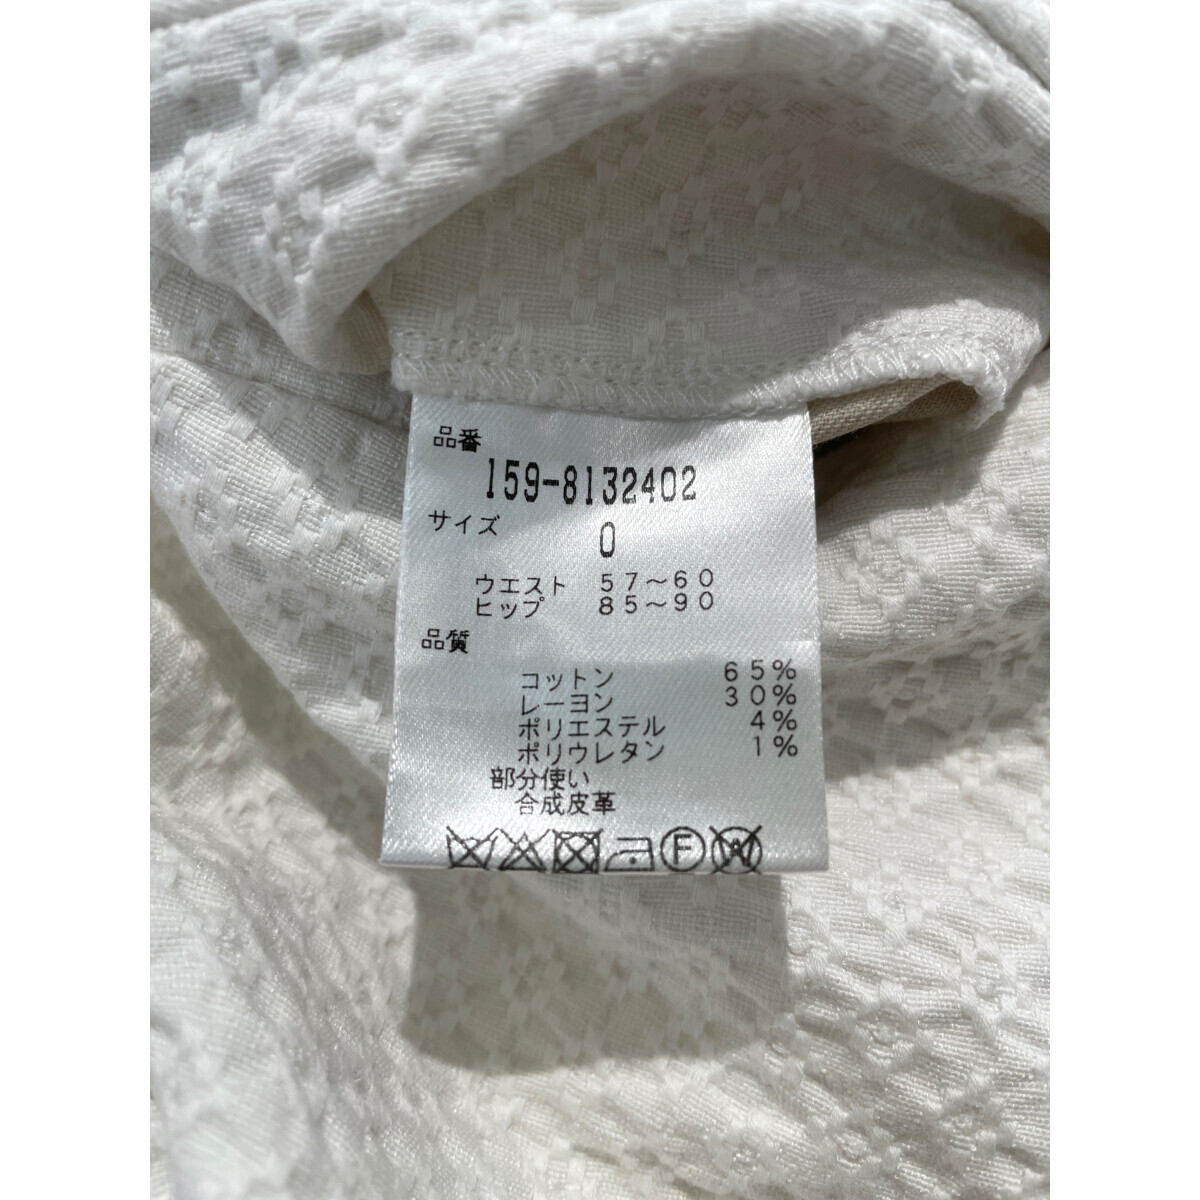 品番
159-8132402
サイズ
0
ウエスト 57〜60
ヒップ 85〜90
品質
コットン 65%
レーヨン 30%
ポリエステル 4%
ポリウレタン 1%
部分使い
合成皮革
F W